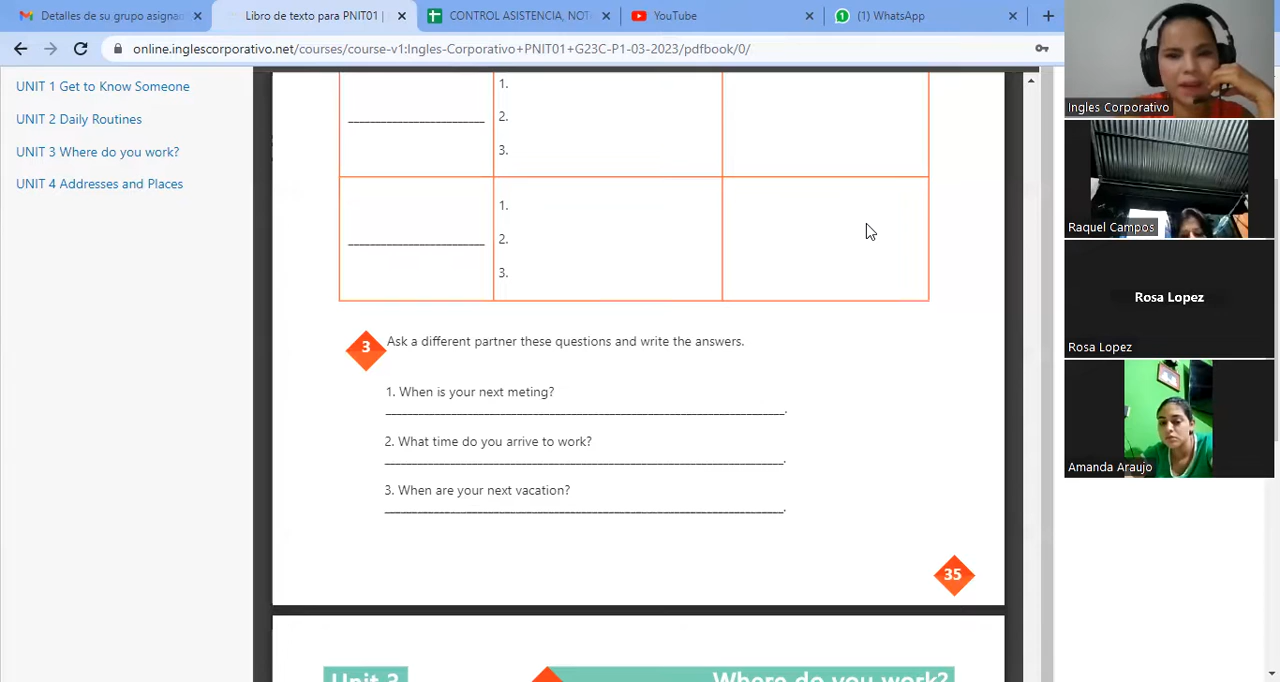 Detalles de su grupo asignad
Libro de texto para PNIT01 |
CONTROL ASISTENCIA, NOT
YouTube
(1) WhatsApp
online.inglescorporativo.net/courses/course-v1:Ingles-Corporativo+PNIT01+G23C-P1-03-2023/pdfbook/0/
UNIT 1 Get to Know Someone
UNIT 2 Daily Routines
UNIT 3 Where do you work?
UNIT 4 Addresses and Places
1.
2.
3.
1.
2.
3.
3 Ask a different partner these questions and write the answers.
1. When is your next meting?
2. What time do you arrive to work?
3. When are your next vacation?
35
Unit 3
Where do you work?
Ingles Corporativo
Raquel Campos
Rosa Lopez
Rosa Lopez
Amanda Araujo